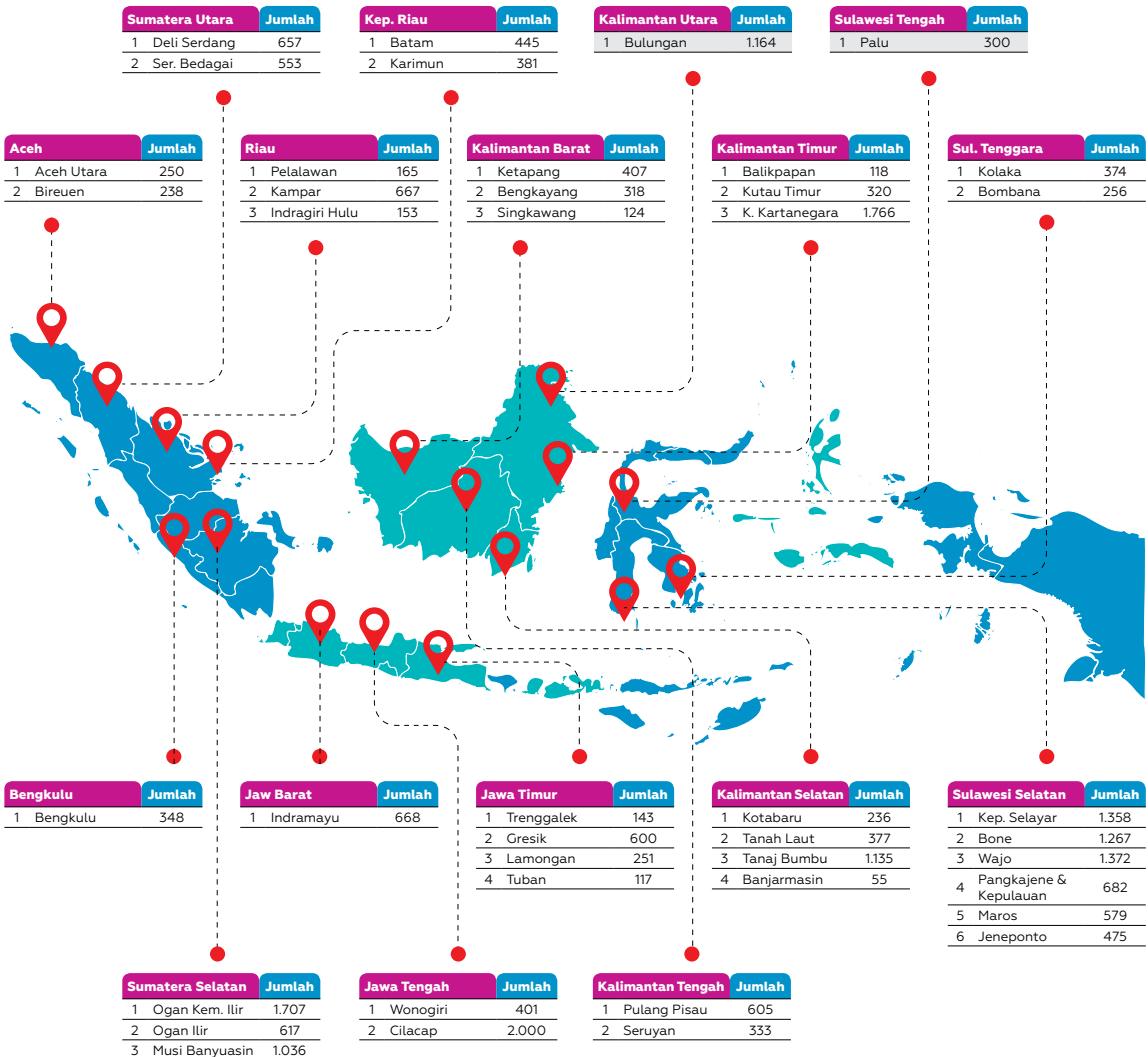 Sumatera Utara Jumlah
1 Deli Serdang 657
2 Ser. Bedagai 553
Kep. Riau Jumlah
1 Batam 445
2 Karimun 381
Kalimantan Utara Jumlah
1 Bulungan 1.164
Sulawesi Tengah Jumlah
1 Palu 300
Aceh Jumlah
1 Aceh Utara 250
2 Bireuen 238
Riau Jumlah
1 Pelalawan 165
2 Kampar 667
3 Indragiri Hulu 153
Kalimantan Barat Jumlah
1 Ketapang 407
2 Bengkayang 318
3 Singkawang 124
Kalimantan Timur Jumlah
1 Balikpapan 118
2 Kutau Timur 320
3 K. Kartanegara 1.766
Sul. Tenggara Jumlah
1 Kolaka 374
2 Bombana 256
Bengkulu Jumlah
1 Bengkulu 348
Jaw Barat Jumlah
1 Indramayu 668
Jawa Timur Jumlah
1 Trenggalek 143
2 Gresik 600
3 Lamongan 251
4 Tuban 117
Kalimantan Selatan Jumlah
1 Kotabaru 236
2 Tanah Laut 377
3 Tanaj Bumbu 1.135
4 Banjarmasin 55
Sulawesi Selatan Jumlah
1 Kep. Selayar 1.358
2 Bone 1.267
3 Wajo 1.372
4 Pangkajene &
Kepulauan 682
5 Maros 579
6 Jeneponto 475
Sumatera Selatan Jumlah
1 Ogan Kem. Ilir 1.707
2 Ogan Ilir 617
3 Musi Banyuasin 1.036
Jawa Tengah Jumlah
1 Wonogiri 401
2 Cilacap 2.000
Kalimantan Tengah Jumlah
1 Pulang Pisau 605
2 Seruyan 333